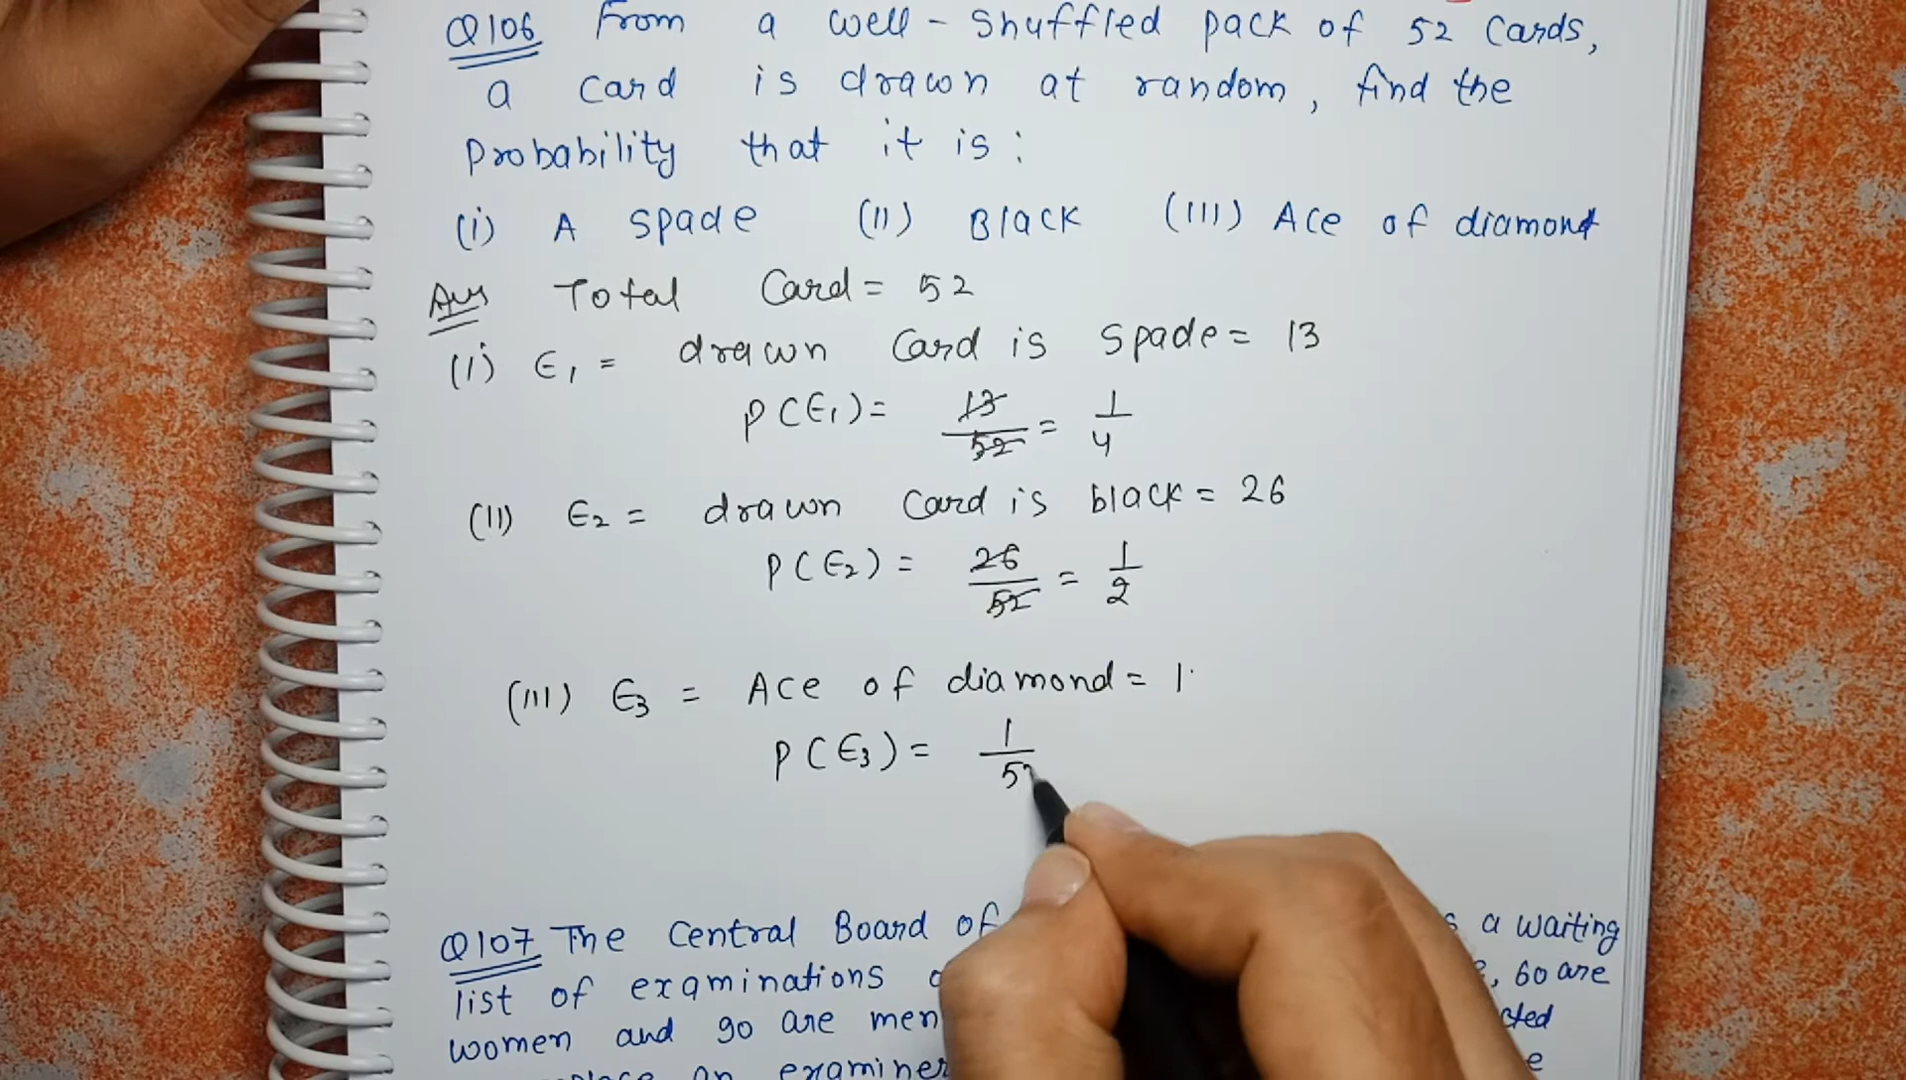 Q106 From a well-shuffled pack of 52 Cards,
a card is drawn at random, find the
Probability that it is:
(i) A spade (II) Black (III) Ace of diamond
Ans Total Card = 52
(i) E₁ = drawn Card is Spade = 13
P(E₁) = 13/52 = 1/4
(II) E₂ = drawn Card is black = 26
P(E₂) = 26/52 = 1/2
(III) E₃ = Ace of diamond = 1
P(E₃) = 1/52
Q107 The Central Board of a waiting
list of examinations , 60 are
women and 90 are men
an examiner